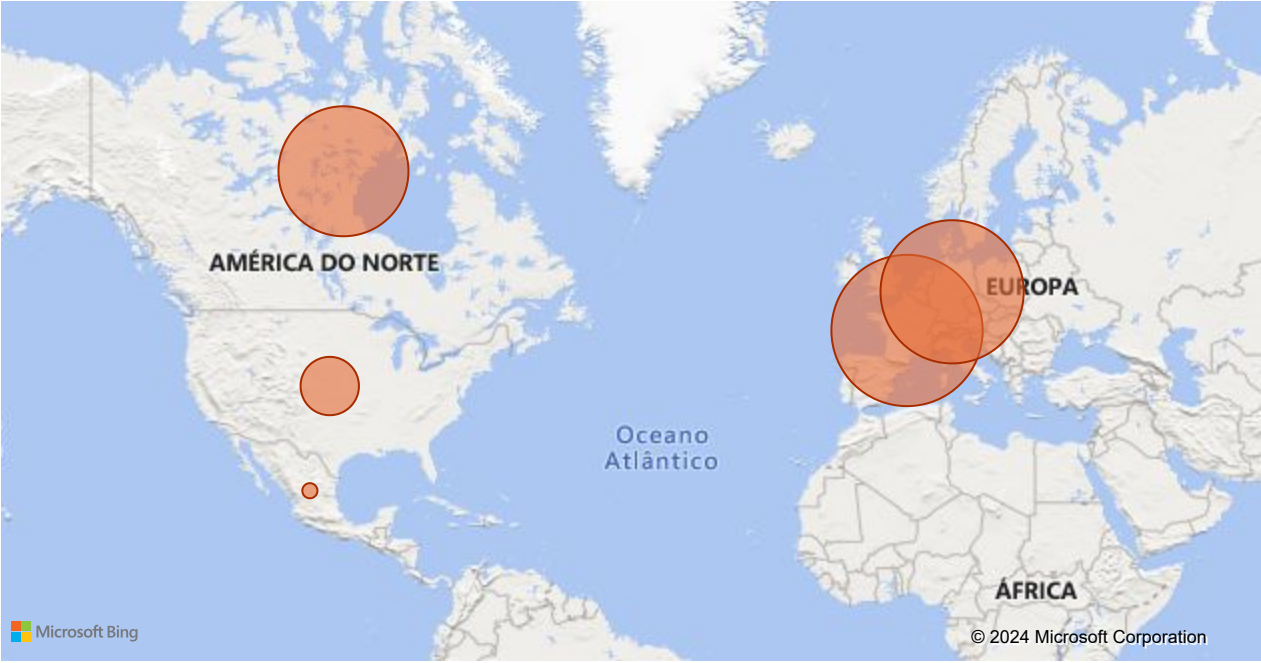 AMÉRICA DO NORTE
EUROPA
Oceano
Atlântico
ÁFRICA
Microsoft Bing
© 2024 Microsoft Corporation